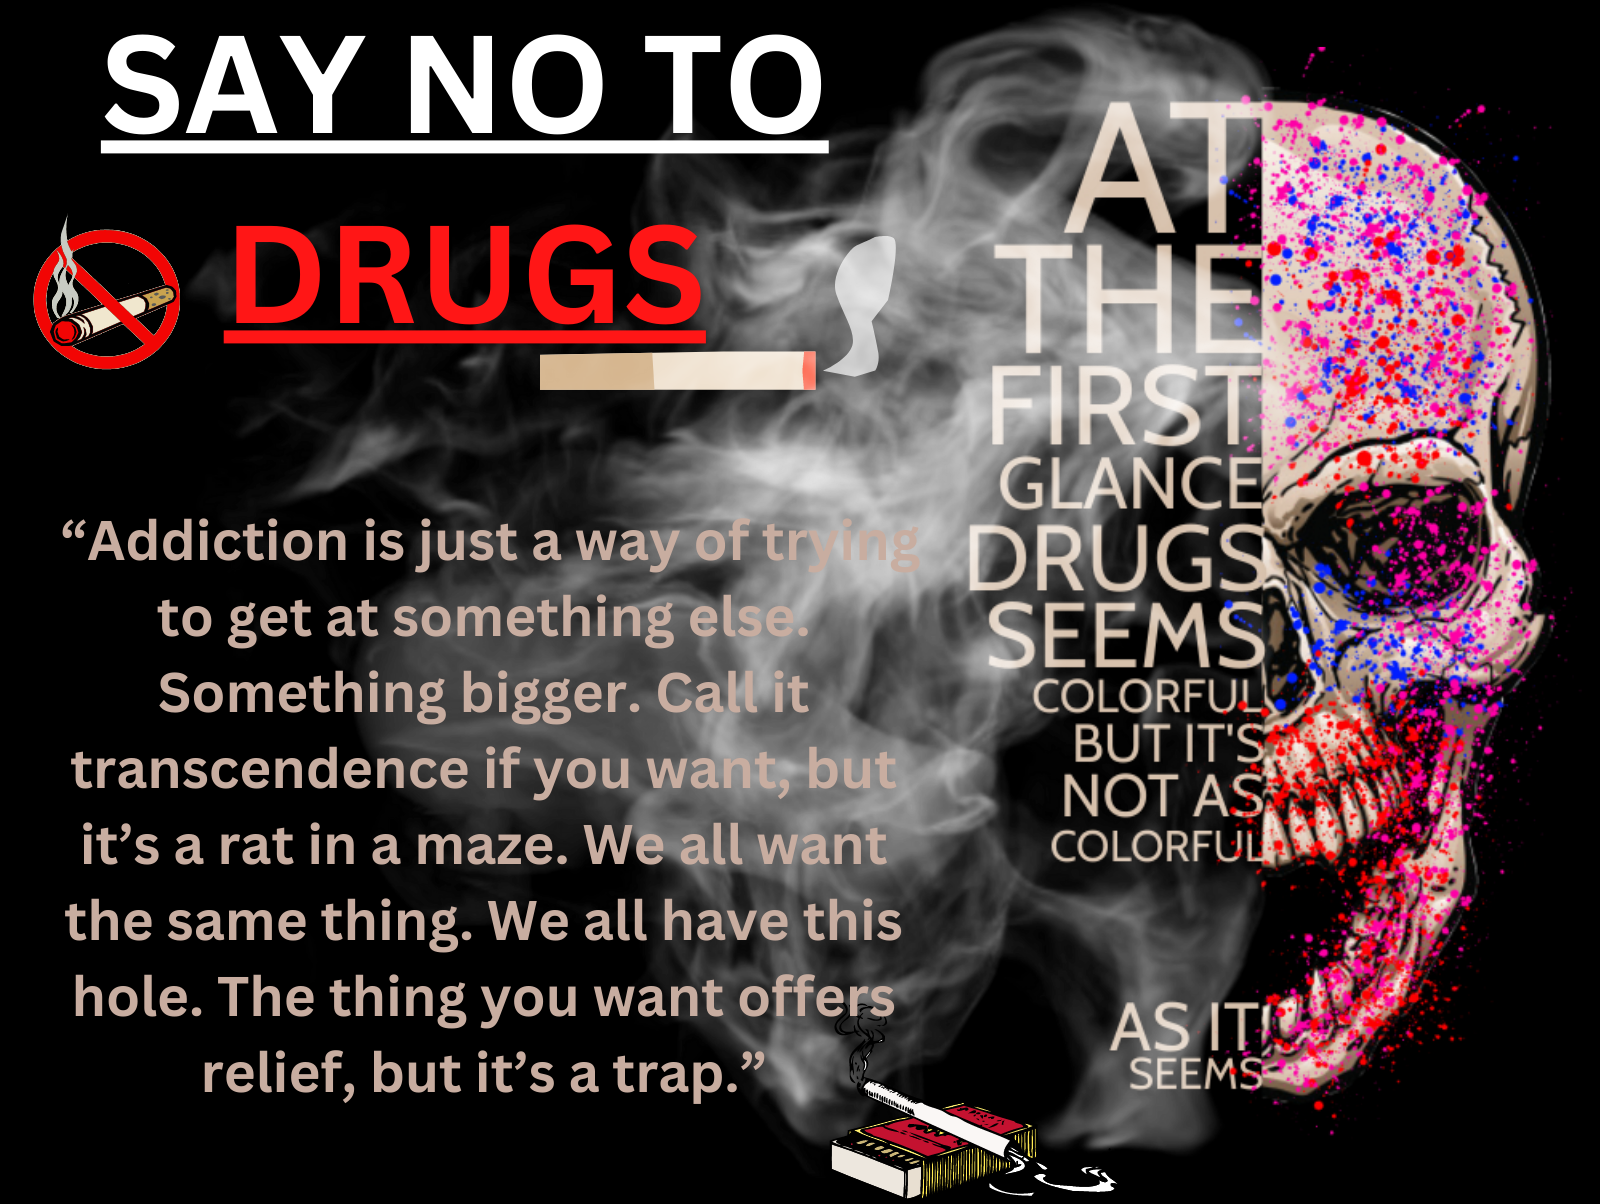 SAY NO TO
DRUGS
“Addiction is just a way of trying
to get at something else.
Something bigger. Call it
transcendence if you want, but
it’s a rat in a maze. We all want
the same thing. We all have this
hole. The thing you want offers
relief, but it’s a trap.”
AT
THE
FIRST
GLANCE
DRUGS
SEEMS
COLORFUL
BUT IT'S
NOT AS
COLORFUL
AS IT
SEEMS